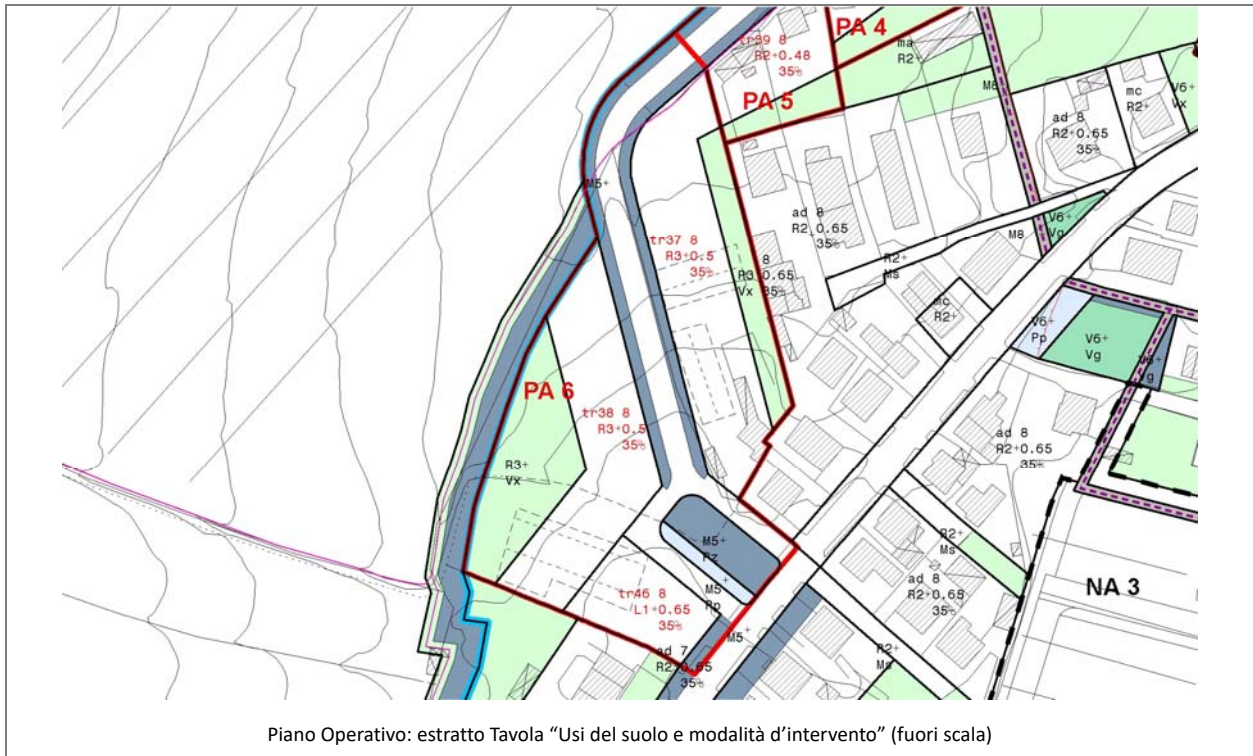 PA 4
tr39 8
R2+0.48
35%
ma
R2+
PA 5
M8
mc
R2+
V6+
Vx
ad 8
R2+0.65
35%
M5+
ad 8
R2 0.65
35%
V6+
Vg
M8
tr37 8
R3+0.5
35%
8
R3 0.65
Vx 35%
R2+
Ms
mc
R2+
V6+
Pp
V6+
Vg
V6+
Vg
PA 6
tr38 8
R3+0.5
35%
R3+
Vx
ad 8
R2+0.65
35%
M5+
Pz
M5+
Pp
R2+
Ms
NA 3
tr46 8
L1+0.65
35%
ad 8
R2+0.65
35%
M5+
ad 7
R2+0.65
35%
R2+
Ms
Piano Operativo: estratto Tavola “Usi del suolo e modalità d’intervento” (fuori scala)